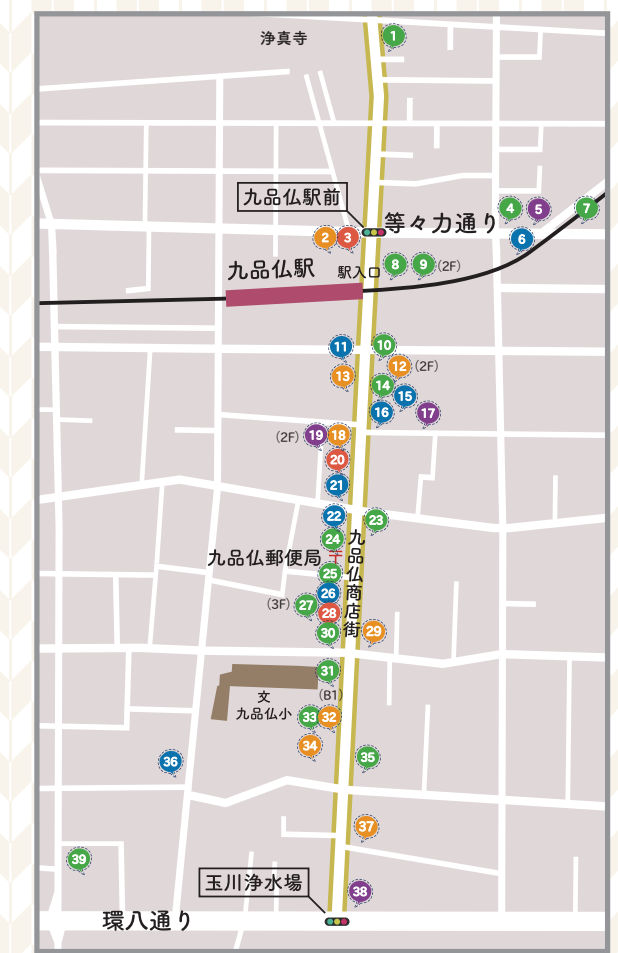 浄真寺
1
九品仏駅前
等々力通り
4
5
7
2
3
6
九品仏駅
駅入口
8
9
(2F)
11
10
13
12
(2F)
14
15
16
17
(2F)
19
18
20
21
22
23
24
九品仏郵便局
〒
九品仏商店街
25
26
(3F)
27
28
30
29
31
(B1)
文
九品仏小
33
32
34
35
36
37
39
玉川浄水場
38
環八通り